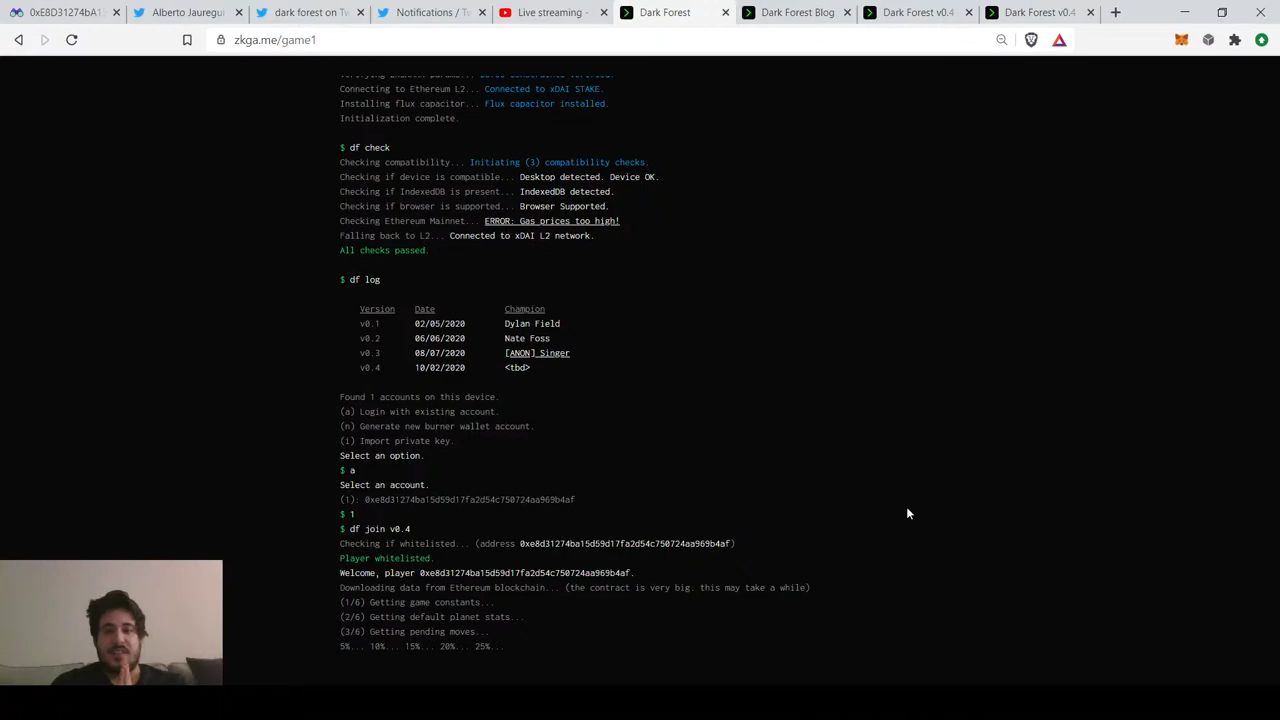 0xE8D31274bA1
Alberto Jauregui
dark forest on Tw
Notifications / Tw
Live streaming -
Dark Forest
Dark Forest Blog
Dark Forest v0.4
Dark Forest v0.4
zkga.me/game1
Connecting to Ethereum L2... Connected to xDAI STAKE.
Installing flux capacitor... Flux capacitor installed.
Initialization complete.
$ df check
Checking compatibility... Initiating (3) compatibility checks.
Checking if device is compatible... Desktop detected. Device OK.
Checking if IndexedDB is present... IndexedDB detected.
Checking if browser is supported... Browser Supported.
Checking Ethereum Mainnet... ERROR: Gas prices too high!
Falling back to L2... Connected to xDAI L2 network.
All checks passed.
$ df log
Version Date Champion
v0.1 02/05/2020 Dylan Field
v0.2 06/06/2020 Nate Foss
v0.3 08/07/2020 [ANON] Singer
v0.4 10/02/2020 <tbd>
Found 1 accounts on this device.
(a) Login with existing account.
(n) Generate new burner wallet account.
(i) Import private key.
Select an option.
$ a
Select an account.
(1): 0xe8d31274ba15d59d17fa2d54c750724aa969b4af
$ 1
$ df join v0.4
Checking if whitelisted... (address 0xe8d31274ba15d59d17fa2d54c750724aa969b4af)
Player whitelisted.
Welcome, player 0xe8d31274ba15d59d17fa2d54c750724aa969b4af.
Downloading data from Ethereum blockchain... (the contract is very big. this may take a while)
(1/6) Getting game constants...
(2/6) Getting default planet stats...
(3/6) Getting pending moves...
5%... 10%... 15%... 20%... 25%...